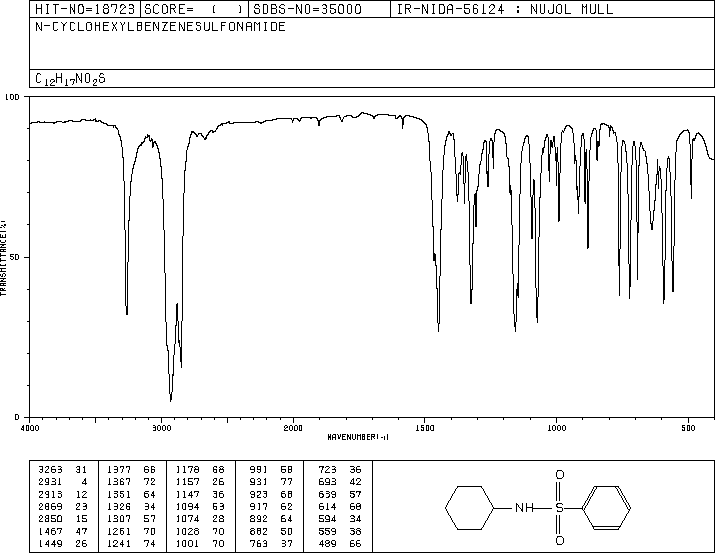 HIT-NO=18723 SCORE= ( ) SDBS-NO=35000 IR-NIDA-56124 : NUJOL MULL
N-CYCLOHEXYLBENZENESULFONAMIDE
C12H17NO2S
100
50
0
TRANSMITTANCE(%)
4000 3000 2000 1500 1000 500
WAVENUMBER(-1)
3263 31 1377 66 1178 68 991 68 723 36
2931 4 1367 72 1157 26 931 77 693 42
2913 12 1351 64 1147 36 923 68 639 57
2869 23 1326 34 1094 53 917 62 614 68
2850 15 1307 57 1074 28 892 64 594 34
1467 47 1261 70 1028 70 882 50 559 38
1449 26 1241 74 1001 70 763 37 489 66
O
NH S
O